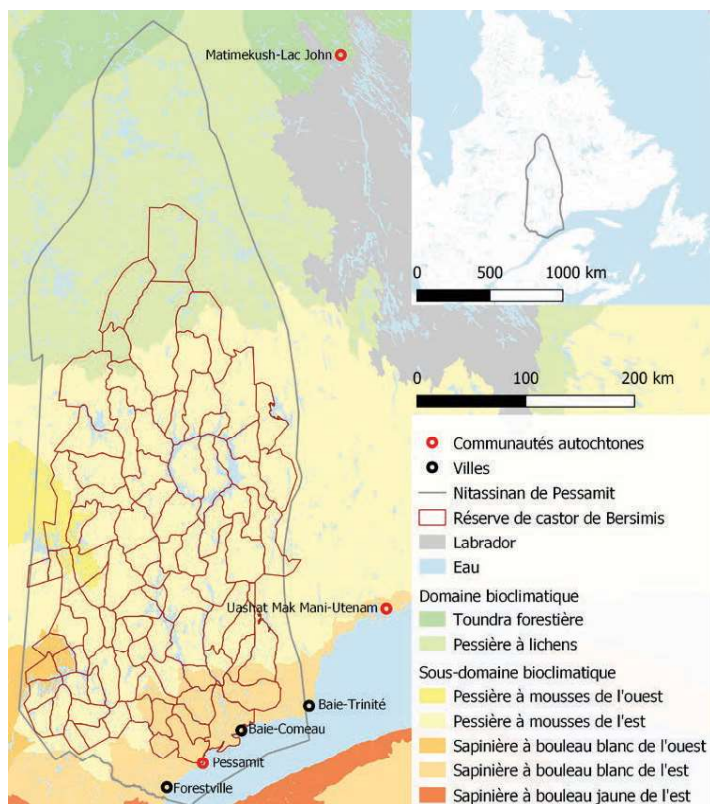 Matimekush-Lac John
0 500 1000 km
0 100 200 km
Communautés autochtones
Villes
Nitassinan de Pessamit
Réserve de castor de Bersimis
Labrador
Eau
Domaine bioclimatique
Toundra forestière
Pessière à lichens
Sous-domaine bioclimatique
Pessière à mousses de l'ouest
Pessière à mousses de l'est
Sapinière à bouleau blanc de l'ouest
Sapinière à bouleau blanc de l'est
Sapinière à bouleau jaune de l'est
Uashat Mak Mani-Utenam
Baie-Trinité
Baie-Comeau
Pessamit
Forestville